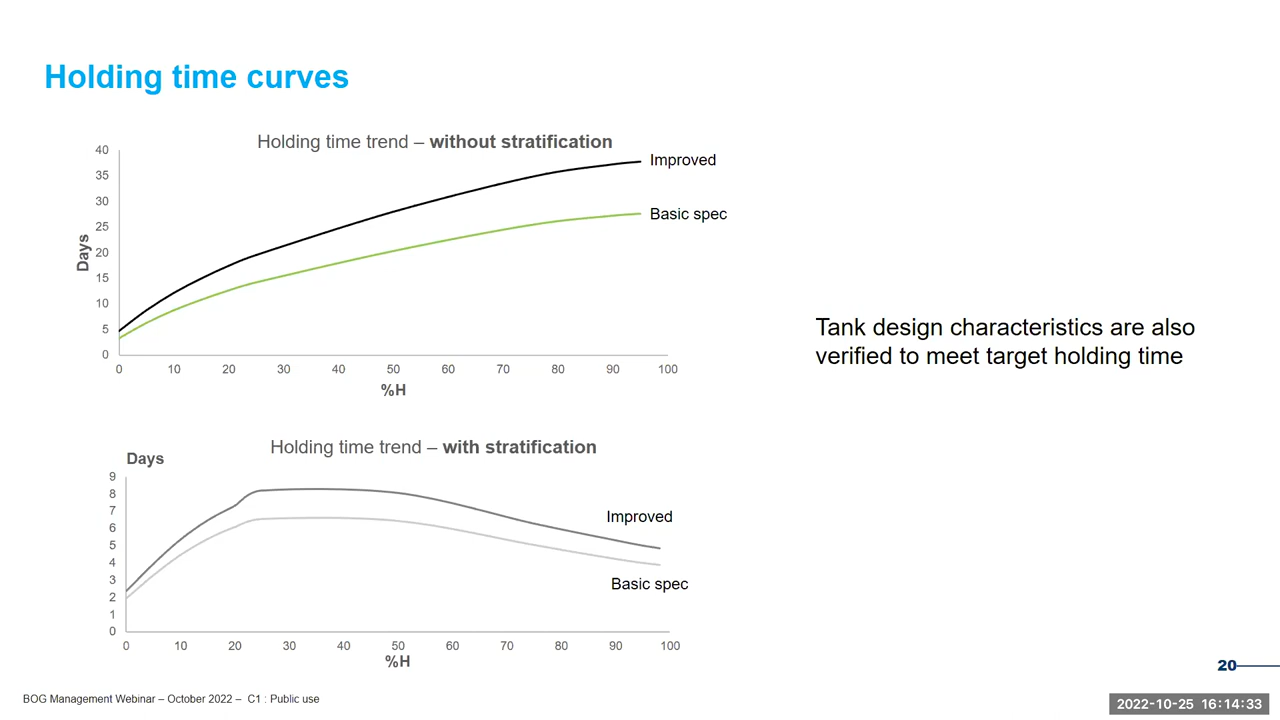 Holding time curves
Holding time trend – without stratification
40
35
30
25
20
15
10
5
0
Days
Improved
Basic spec
0 10 20 30 40 50 60 70 80 90 100
%H
Tank design characteristics are also
verified to meet target holding time
Holding time trend – with stratification
Days
9
8
7
6
5
4
3
2
1
0
Improved
Basic spec
0 10 20 30 40 50 60 70 80 90 100
%H
20
BOG Management Webinar – October 2022 – C1 : Public use
2022-10-25 16:14:33